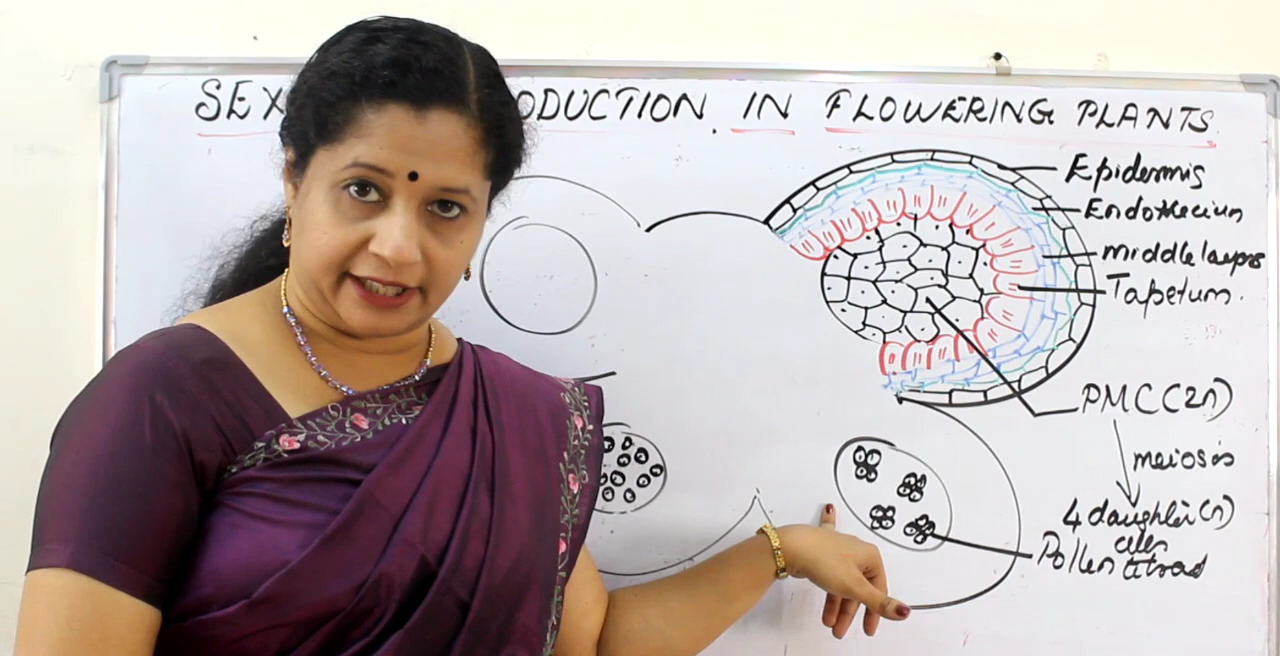 SEX ODUCTION IN FLOWERING PLANTS
Epidermis
Endothecium
middle layers
Tapetum.
PMC(2n)
meiosis
4 daughter(n)
cells
Pollen tetrad